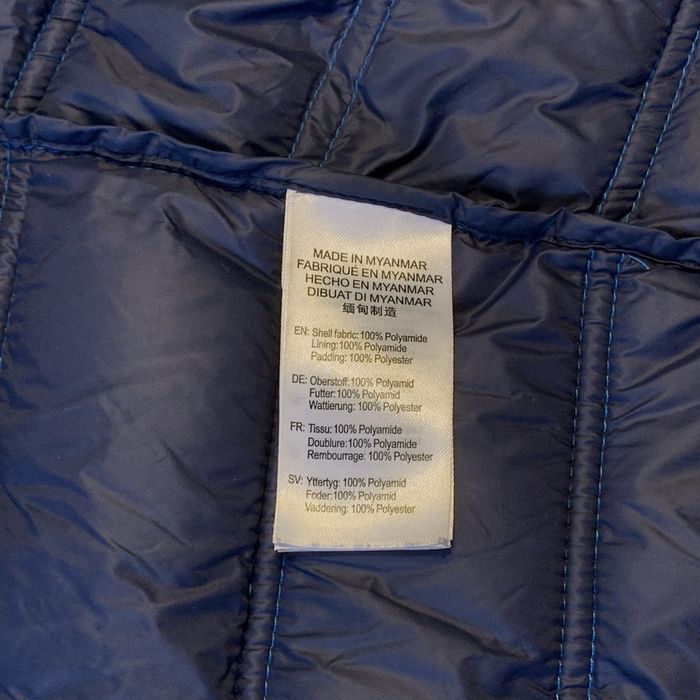 MADE IN MYANMAR
FABRIQUÉ EN MYANMAR
HECHO EN MYANMAR
DIBUAT DI MYANMAR
缅甸制造
EN: Shell fabric:100% Polyamide
Lining:100% Polyamide
Padding: 100% Polyester
DE: Oberstoff:100% Polyamid
Futter:100% Polyamid
Wattierung: 100% Polyester
FR: Tissu:100% Polyamide
Doublure:100% Polyamide
Rembourrage: 100% Polyester
SV: Yttertyg: 100% Polyamid
Foder:100% Polyamid
Vaddering: 100% Polyester